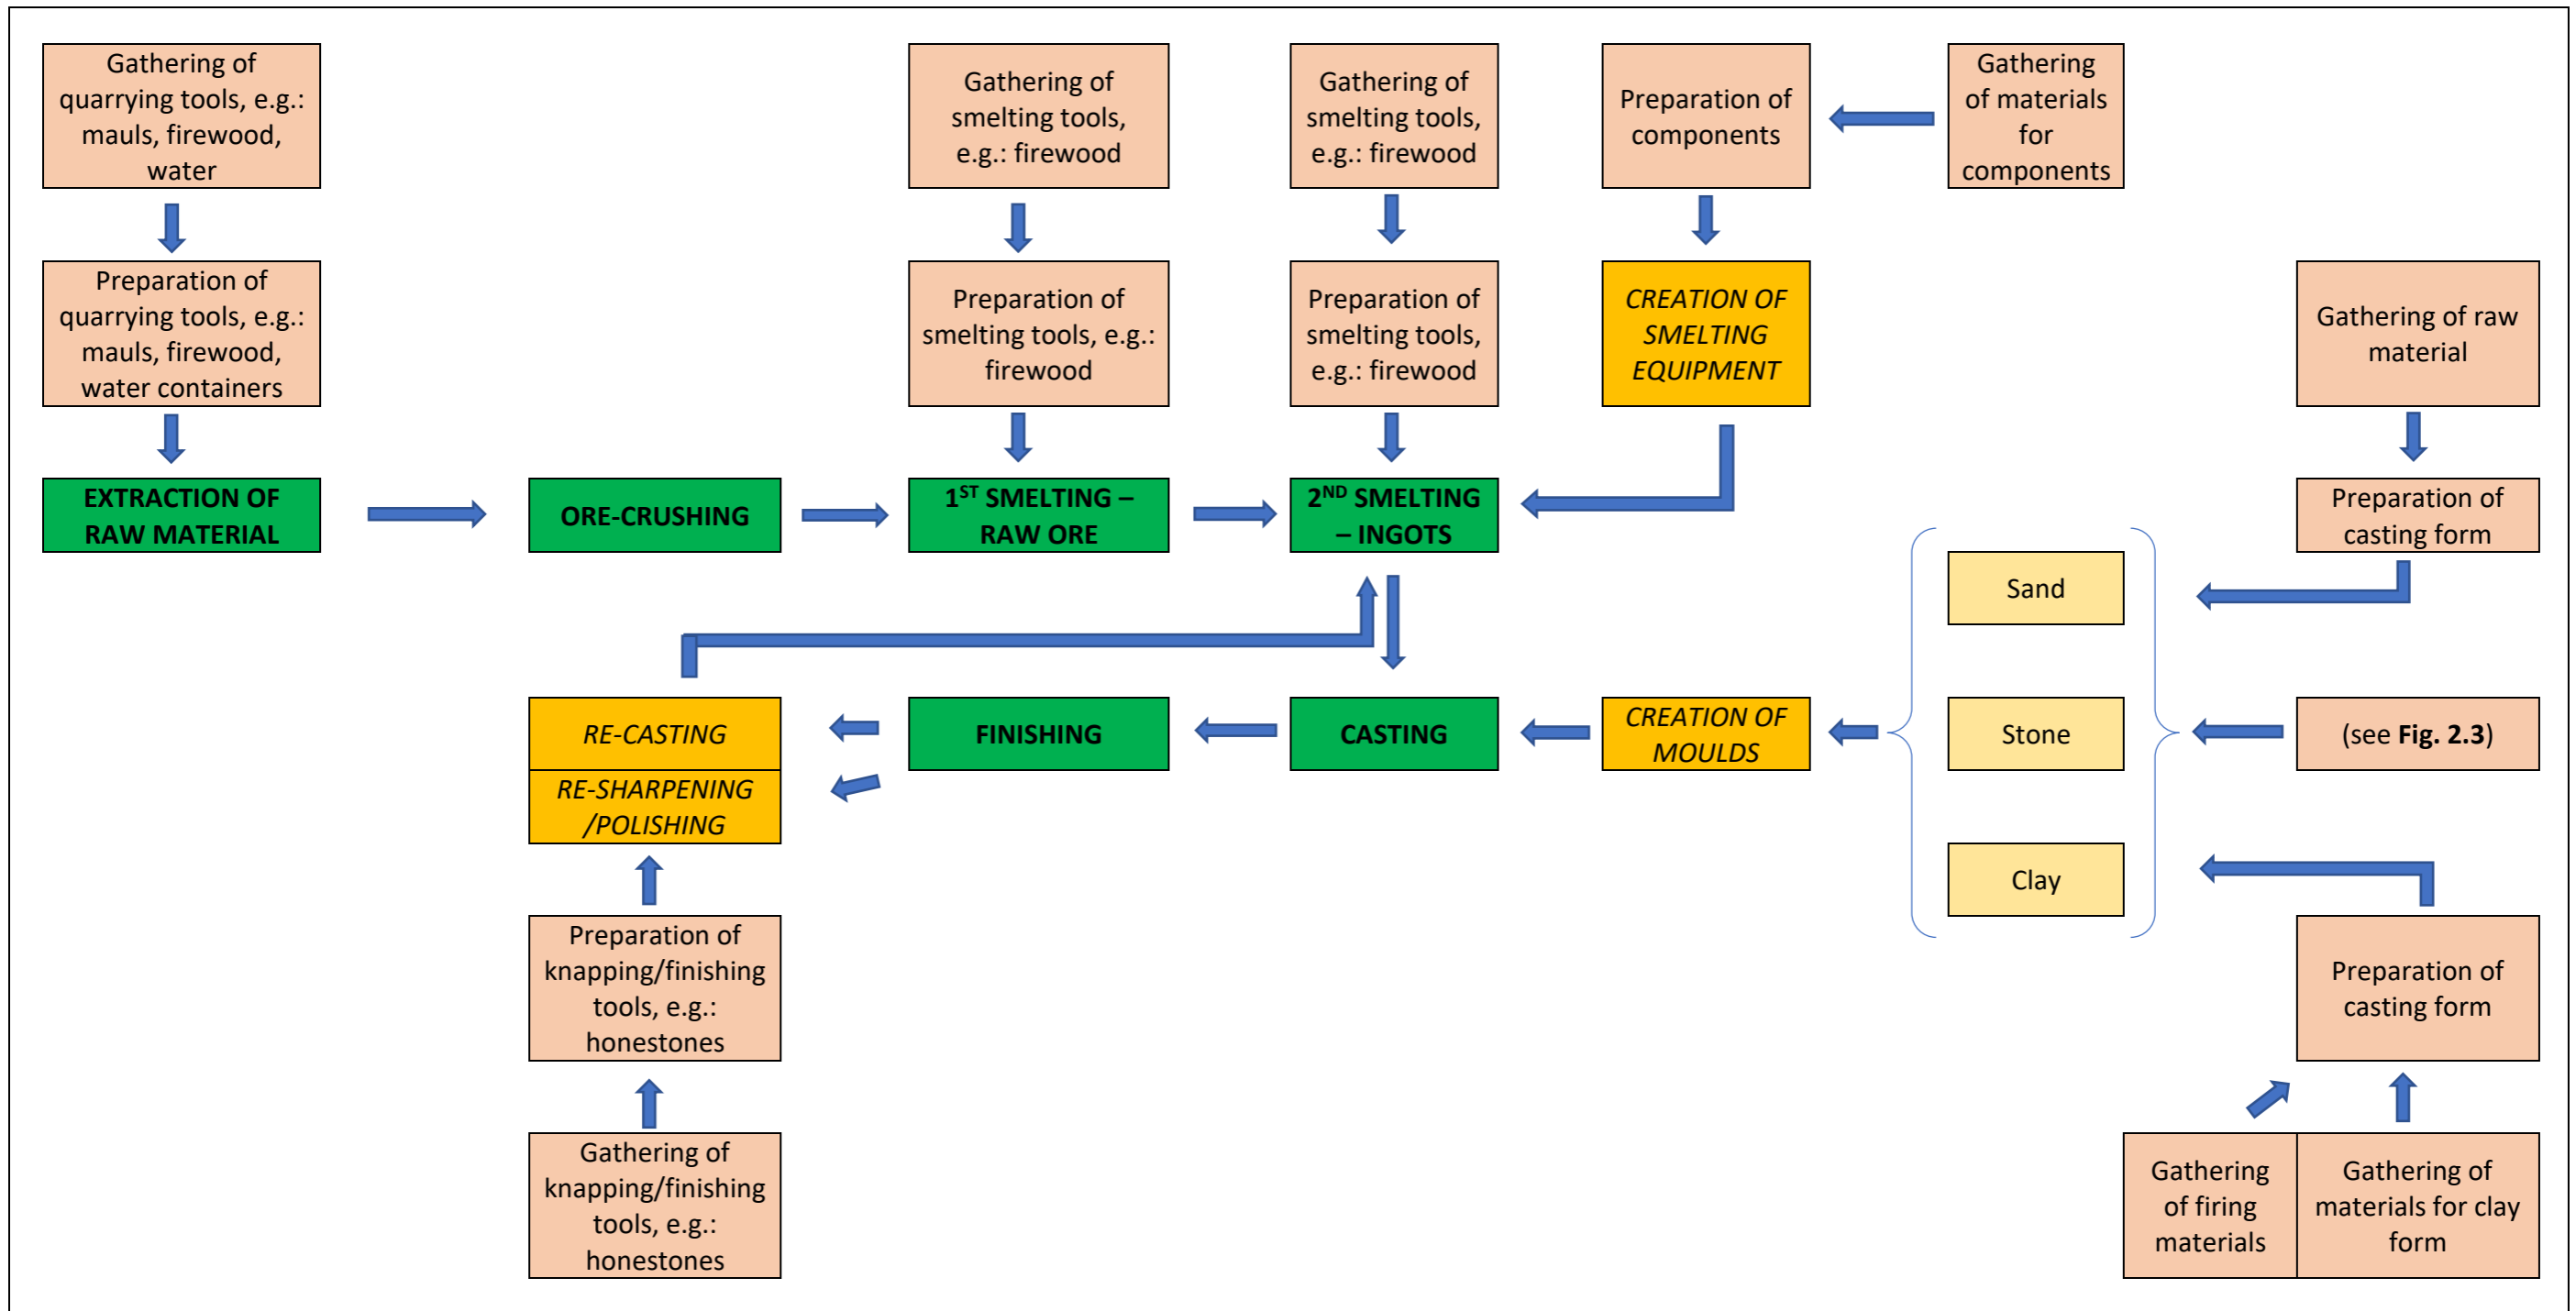 Gathering of
quarrying tools, e.g.:
mauls, firewood,
water
Gathering of
smelting tools,
e.g.: firewood
Gathering of
smelting tools,
e.g.: firewood
Preparation of
components
Gathering
of materials
for
components
Preparation of
quarrying tools, e.g.:
mauls, firewood,
water containers
Preparation of
smelting tools, e.g.:
firewood
Preparation of
smelting tools,
e.g.: firewood
CREATION OF
SMELTING
EQUIPMENT
Gathering of raw
material
EXTRACTION OF
RAW MATERIAL
ORE-CRUSHING
1ST SMELTING –
RAW ORE
2ND SMELTING
– INGOTS
Preparation of
casting form
Sand
RE-CASTING
FINISHING
CASTING
CREATION OF
MOULDS
Stone
(see Fig. 2.3)
RE-SHARPENING
/POLISHING
Clay
Preparation of
knapping/finishing
tools, e.g.:
honestones
Preparation of
casting form
Gathering of
knapping/finishing
tools, e.g.:
honestones
Gathering
of firing
materials
Gathering of
materials for clay
form